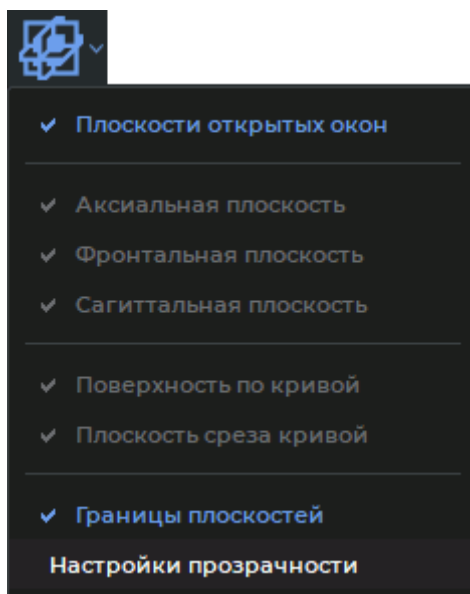 Плоскости открытых окон
Аксиальная плоскость
Фронтальная плоскость
Сагиттальная плоскость
Поверхность по кривой
Плоскость среза кривой
Границы плоскостей
Настройки прозрачности